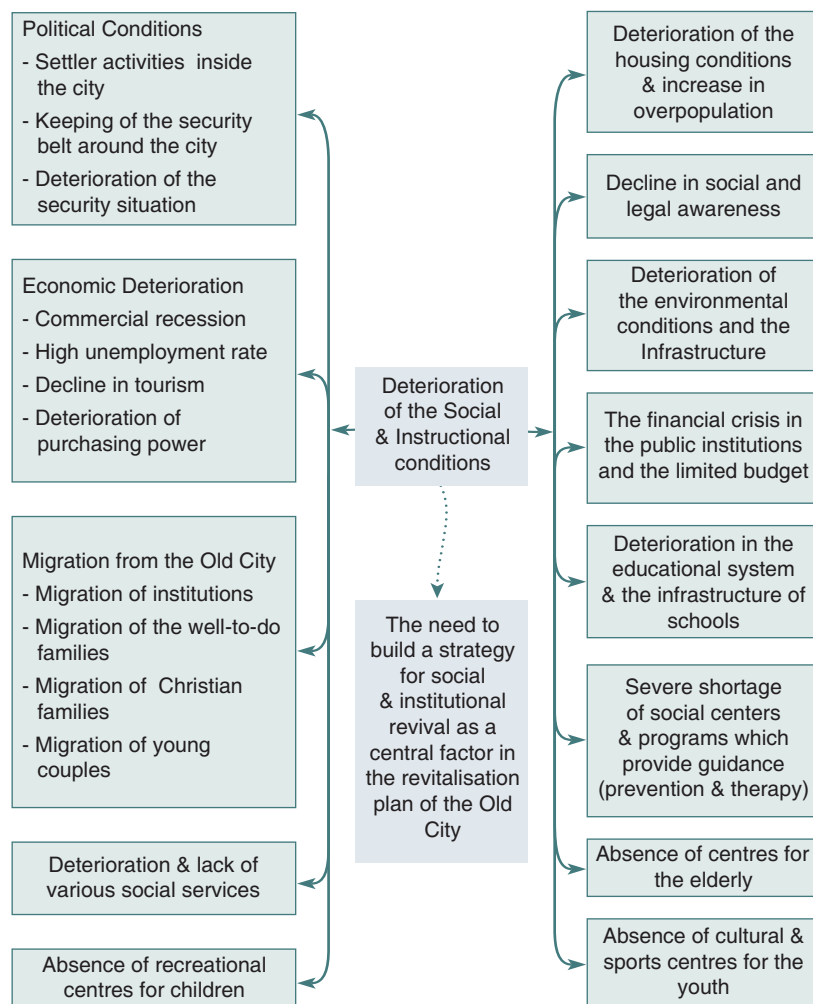 Political Conditions
- Settler activities inside
the city
- Keeping of the security
belt around the city
- Deterioration of the
security situation
Economic Deterioration
- Commercial recession
- High unemployment rate
- Decline in tourism
- Deterioration of
purchasing power
Migration from the Old City
- Migration of institutions
- Migration of the well-to-do
families
- Migration of Christian
families
- Migration of young
couples
Deterioration & lack of
various social services
Absence of recreational
centres for children
Deterioration
of the Social
& Instructional
conditions
The need to
build a strategy
for social
& institutional
revival as a
central factor in
the revitalisation
plan of the Old
City
Deterioration of the
housing conditions
& increase in
overpopulation
Decline in social and
legal awareness
Deterioration of
the environmental
conditions and the
Infrastructure
The financial crisis in
the public institutions
and the limited budget
Deterioration in the
educational system
& the infrastructure of
schools
Severe shortage
of social centers
& programs which
provide guidance
(prevention & therapy)
Absence of centres for
the elderly
Absence of cultural &
sports centres for the
youth